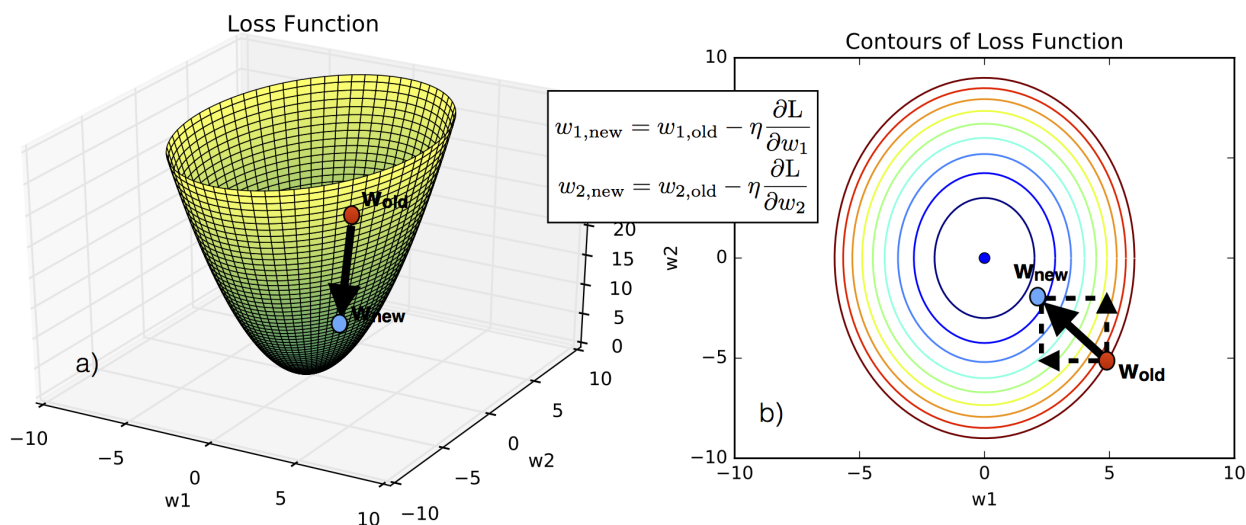 Loss Function
w_old
w_new
a)
20
15
10
5
0
10
5
0
−5
−10
w2
−10
−5
0
5
10
w1
w_{1,new} = w_{1,old} − η ∂L/∂w_1
w_{2,new} = w_{2,old} − η ∂L/∂w_2
Contours of Loss Function
10
0
−5
−10
w2
w_new
w_old
b)
−10
−5
0
5
10
w1